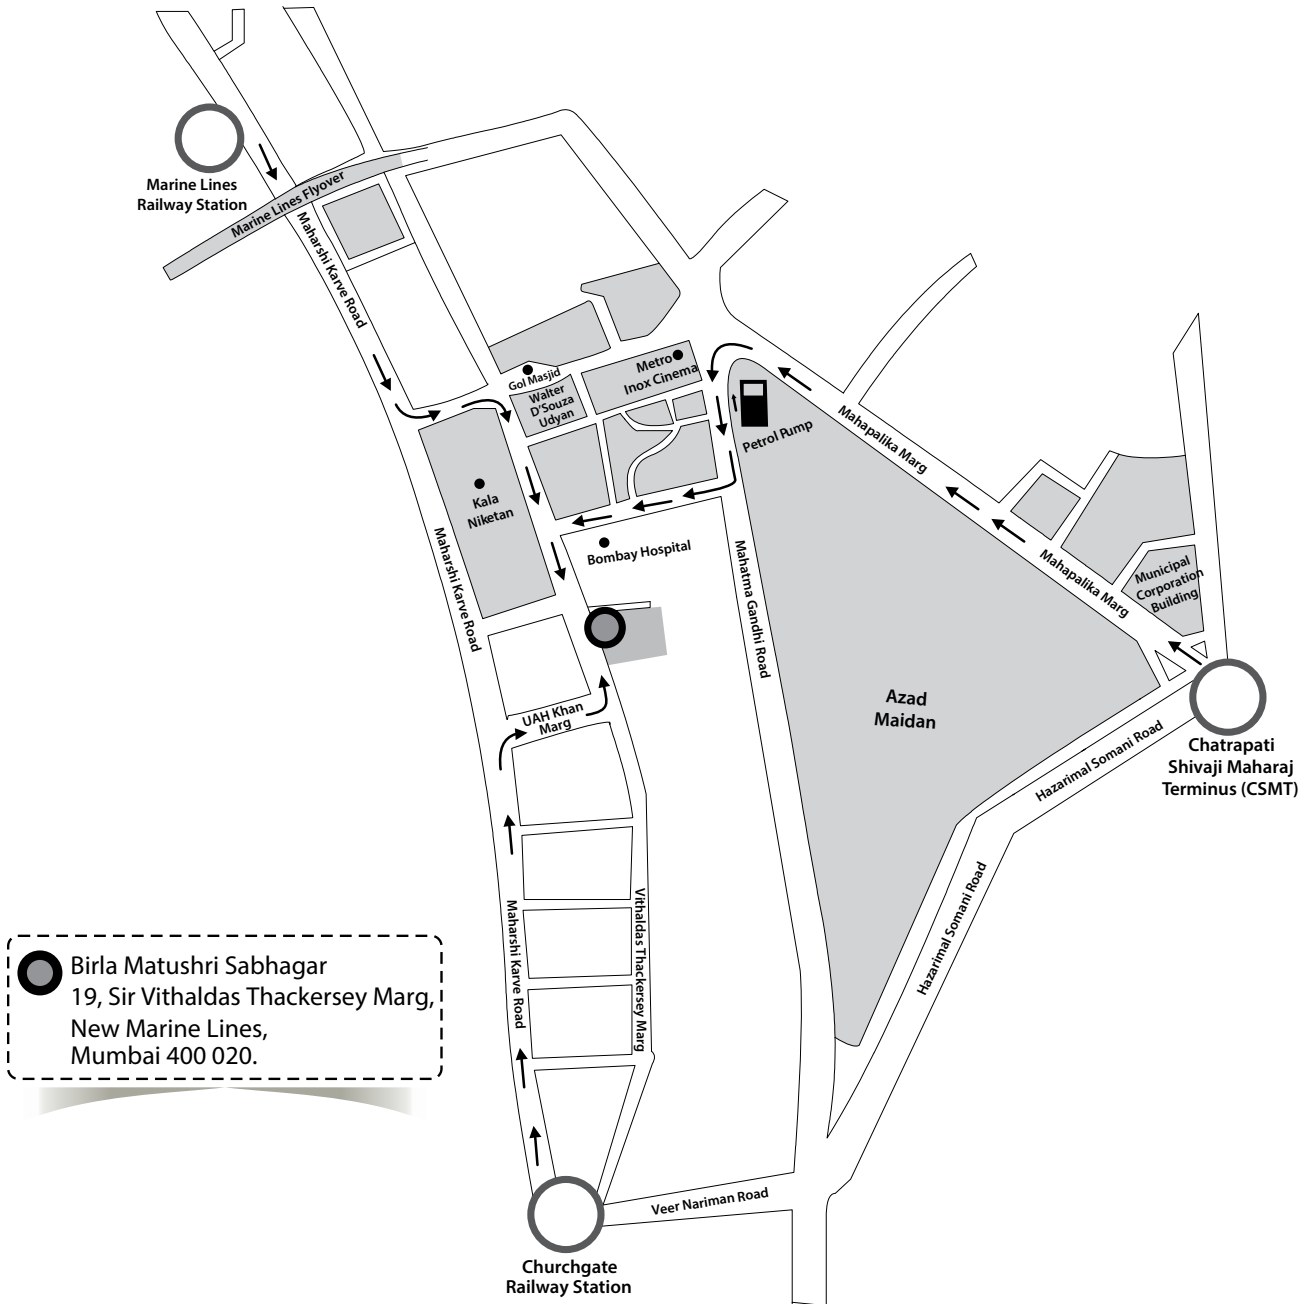 Marine Lines
Railway Station
Marine Lines Flyover
Maharshi Karve Road
Gol Masjid
Walter
D'Souza
Udyan
Metro
Inox Cinema
Petrol Pump
Mahapalika Marg
Kala
Niketan
Maharshi Karve Road
Bombay Hospital
Mahatma Gandhi Road
Mahapalika Marg
Municipal
Corporation
Building
UAH Khan
Marg
Azad
Maidan
Chatrapati
Shivaji Maharaj
Terminus (CSMT)
Hazarimal Somani Road
Hazarimal Somani Road
Maharshi Karve Road
Vithaldas Thackersey Marg
Birla Matushri Sabhagar
19, Sir Vithaldas Thackersey Marg,
New Marine Lines,
Mumbai 400 020.
Veer Nariman Road
Churchgate
Railway Station